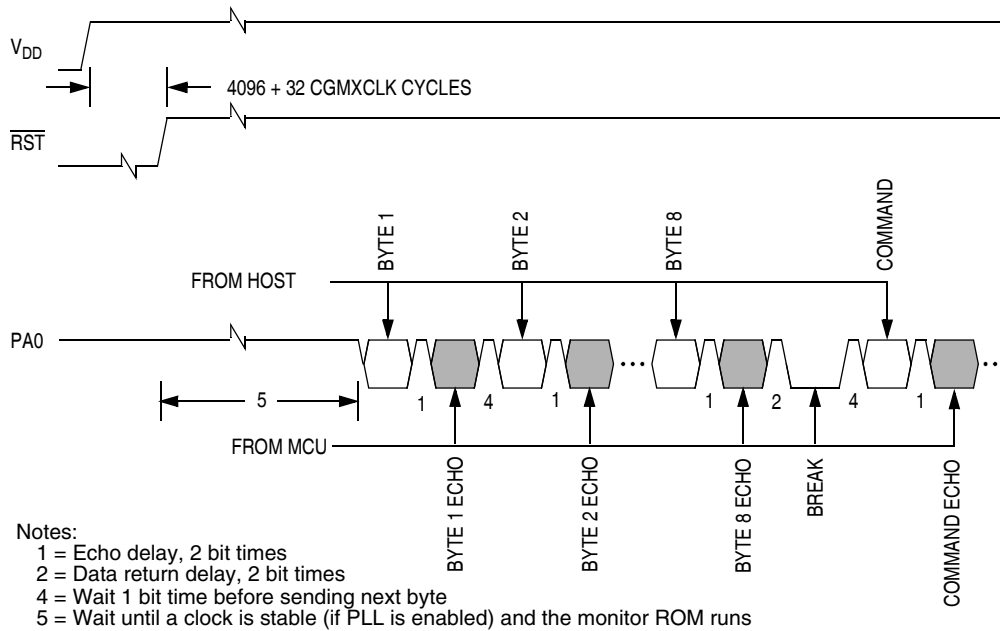 VDD
4096 + 32 CGMXCLK CYCLES
RST
BYTE 1
BYTE 2
BYTE 8
COMMAND
FROM HOST
PA0
5
1
4
1
1
2
4
1
FROM MCU
BYTE 1 ECHO
BYTE 2 ECHO
BYTE 8 ECHO
BREAK
COMMAND ECHO
Notes:
1 = Echo delay, 2 bit times
2 = Data return delay, 2 bit times
4 = Wait 1 bit time before sending next byte
5 = Wait until a clock is stable (if PLL is enabled) and the monitor ROM runs